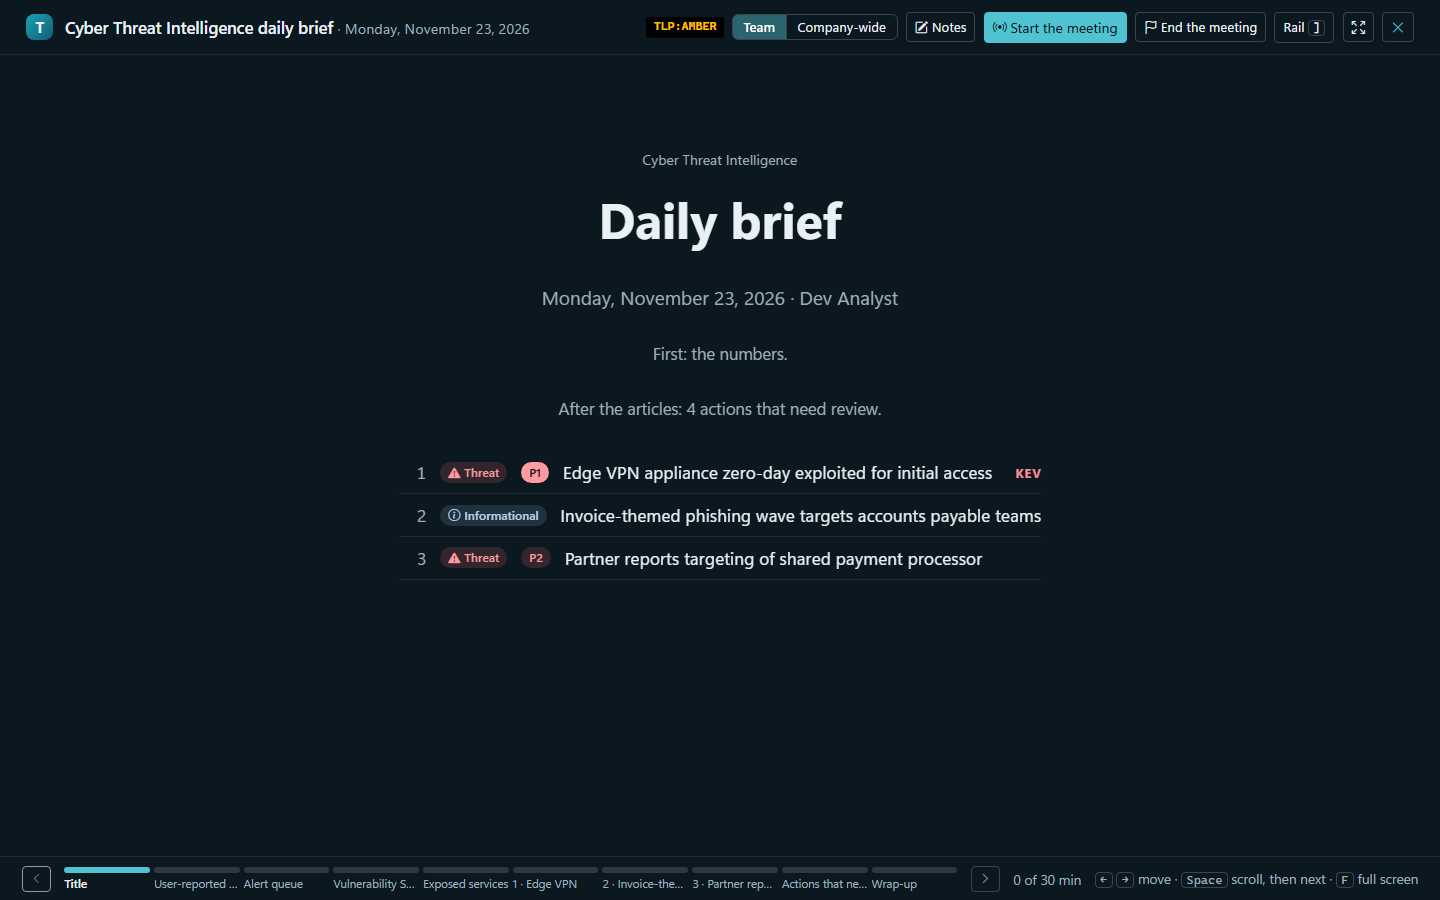 T Cyber Threat Intelligence daily brief · Monday, November 23, 2026 TLP:AMBER Team Company-wide Notes Start the meeting End the meeting Rail ]
Cyber Threat Intelligence
Daily brief
Monday, November 23, 2026 · Dev Analyst
First: the numbers.
After the articles: 4 actions that need review.
1 Threat P1 Edge VPN appliance zero-day exploited for initial access KEV
2 Informational Invoice-themed phishing wave targets accounts payable teams
3 Threat P2 Partner reports targeting of shared payment processor
Title User-reported ... Alert queue Vulnerability S... Exposed services 1 · Edge VPN 2 · Invoice-the... 3 · Partner rep... Actions that ne... Wrap-up 0 of 30 min ← → move · Space scroll, then next · F full screen